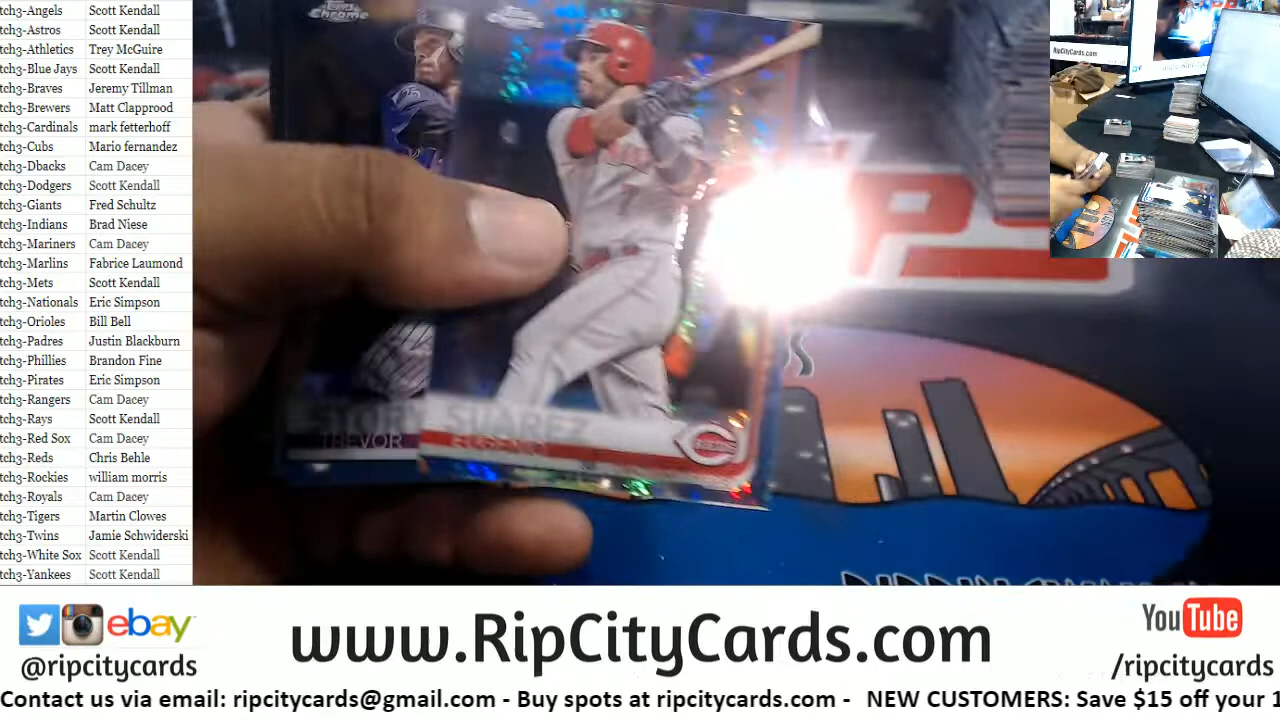 tch3-Angels Scott Kendall
tch3-Astros Scott Kendall
tch3-Athletics Trey McGuire
tch3-Blue Jays Scott Kendall
tch3-Braves Jeremy Tillman
tch3-Brewers Matt Clapprood
tch3-Cardinals mark fetterhoff
tch3-Cubs Mario fernandez
tch3-Dbacks Cam Dacey
tch3-Dodgers Scott Kendall
tch3-Giants Fred Schultz
tch3-Indians Brad Niese
tch3-Mariners Cam Dacey
tch3-Marlins Fabrice Laumond
tch3-Mets Scott Kendall
tch3-Nationals Eric Simpson
tch3-Orioles Bill Bell
tch3-Padres Justin Blackburn
tch3-Phillies Brandon Fine
tch3-Pirates Eric Simpson
tch3-Rangers Cam Dacey
tch3-Rays Scott Kendall
tch3-Red Sox Cam Dacey
tch3-Reds Chris Behle
tch3-Rockies william morris
tch3-Royals Cam Dacey
tch3-Tigers Martin Clowes
tch3-Twins Jamie Schwiderski
tch3-White Sox Scott Kendall
tch3-Yankees Scott Kendall
Chrome
7
STORY
TREVOR
SUAREZ
EUGENIO
REDS
RipCityCards.com
ebay
@ripcitycards
www.RipCityCards.com
YouTube
/ripcitycards
Contact us via email: ripcitycards@gmail.com - Buy spots at ripcitycards.com - NEW CUSTOMERS: Save $15 off your 1